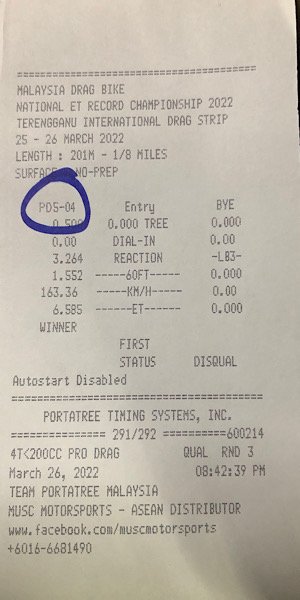 ================================
MALAYSIA DRAG BIKE
NATIONAL ET RECORD CHAMPIONSHIP 2022
TERENGGANU INTERNATIONAL DRAG STRIP
25 - 26 MARCH 2022
LENGTH : 201M - 1/8 MILES
SURFACE : NO-PREP
PD5-04 Entry BYE
0.500 0.000 TREE 0.000
0.00 DIAL-IN 0.00
3.264 REACTION -LB3-
1.552 ------60FT------ 0.000
163.36 ------KM/H----- 0.00
6.585 ------ET------ 0.000
WINNER
FIRST
STATUS DISQUAL
Autostart Disabled
==================================
PORTATREE TIMING SYSTEMS, INC.
============== 291/292 ==========600214
4T<200CC PRO DRAG QUAL RND 3
March 26, 2022 08:42:39 PM
TEAM PORTATREE MALAYSIA
MUSC MOTORSPORTS - ASEAN DISTRIBUTOR
www.facebook.com/muscmotorsports
+6016-6681490